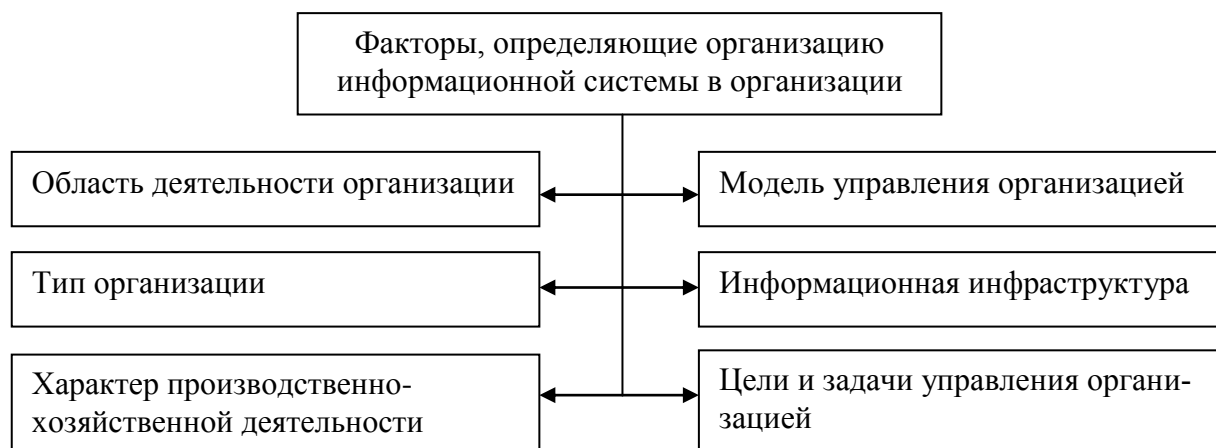 Факторы, определяющие организацию
информационной системы в организации
Область деятельности организации
Модель управления организацией
Тип организации
Информационная инфраструктура
Характер производственно-
хозяйственной деятельности
Цели и задачи управления органи-
зацией